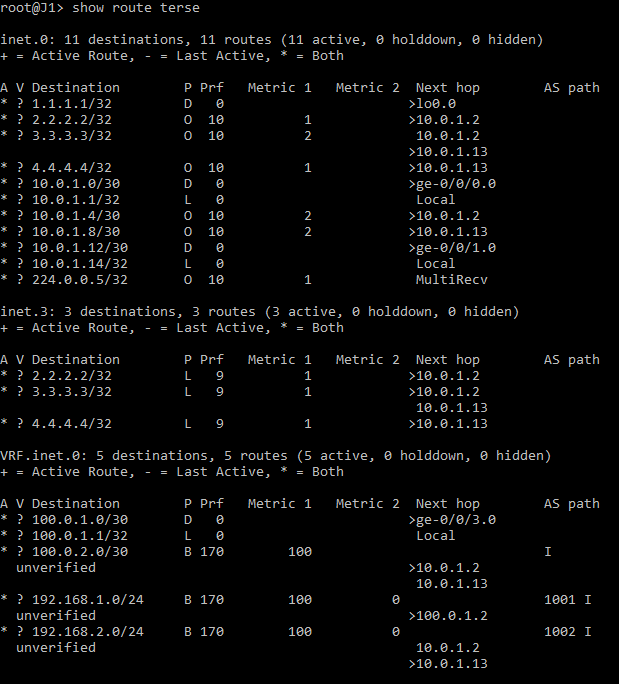 root@J1> show route terse
inet.0: 11 destinations, 11 routes (11 active, 0 holddown, 0 hidden)
+ = Active Route, - = Last Active, * = Both
A V Destination        P Prf   Metric 1   Metric 2  Next hop        AS path
* ? 1.1.1.1/32         D   0                       >lo0.0
* ? 2.2.2.2/32         O  10          1            >10.0.1.2
* ? 3.3.3.3/32         O  10          2             10.0.1.2
                                                   >10.0.1.13
* ? 4.4.4.4/32         O  10          1            >10.0.1.13
* ? 10.0.1.0/30        D   0                       >ge-0/0/0.0
* ? 10.0.1.1/32        L   0                        Local
* ? 10.0.1.4/30        O  10          2            >10.0.1.2
* ? 10.0.1.8/30        O  10          2            >10.0.1.13
* ? 10.0.1.12/30       D   0                       >ge-0/0/1.0
* ? 10.0.1.14/32       L   0                        Local
* ? 224.0.0.5/32       O  10          1             MultiRecv
inet.3: 3 destinations, 3 routes (3 active, 0 holddown, 0 hidden)
+ = Active Route, - = Last Active, * = Both
A V Destination        P Prf   Metric 1   Metric 2  Next hop        AS path
* ? 2.2.2.2/32         L   9          1            >10.0.1.2
* ? 3.3.3.3/32         L   9          1            >10.0.1.2
                                                    10.0.1.13
* ? 4.4.4.4/32         L   9          1            >10.0.1.13
VRF.inet.0: 5 destinations, 5 routes (5 active, 0 holddown, 0 hidden)
+ = Active Route, - = Last Active, * = Both
A V Destination        P Prf   Metric 1   Metric 2  Next hop        AS path
* ? 100.0.1.0/30       D   0                       >ge-0/0/3.0
* ? 100.0.1.1/32       L   0                        Local
* ? 100.0.2.0/30       B 170        100                             I
  unverified                                       >10.0.1.2
                                                    10.0.1.13
* ? 192.168.1.0/24     B 170        100          0                  1001 I
  unverified                                       >100.0.1.2
* ? 192.168.2.0/24     B 170        100          0                  1002 I
  unverified                                        10.0.1.2
                                                   >10.0.1.13